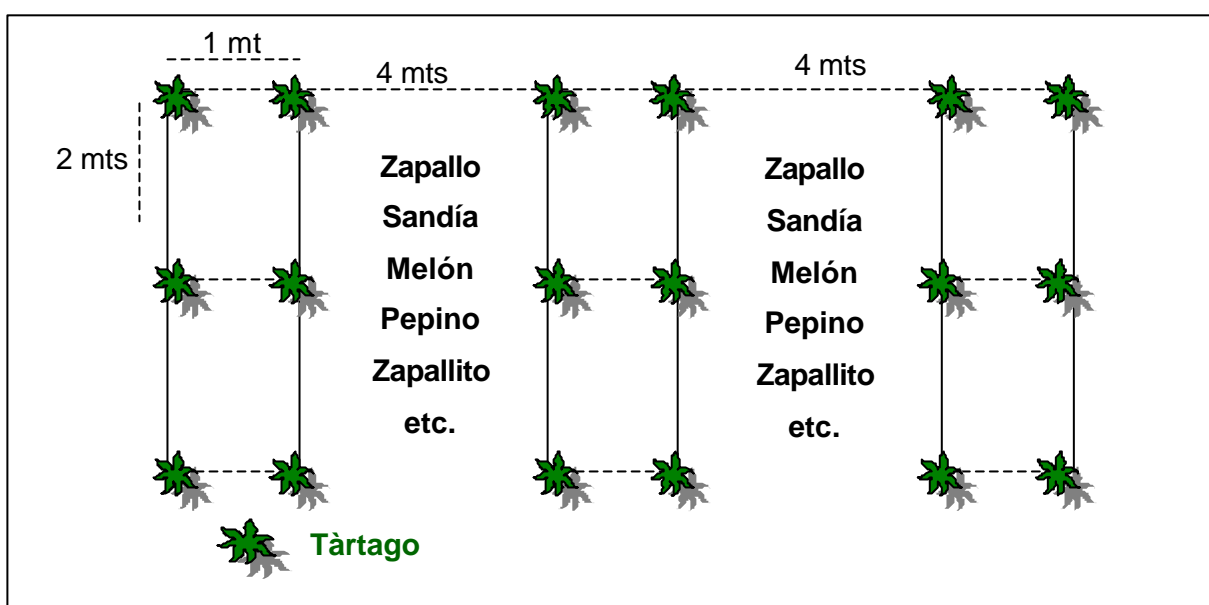 1 mt
4 mts
4 mts
2 mts
Zapallo
Sandía
Melón
Pepino
Zapallito
etc.
Zapallo
Sandía
Melón
Pepino
Zapallito
etc.
Tàrtago